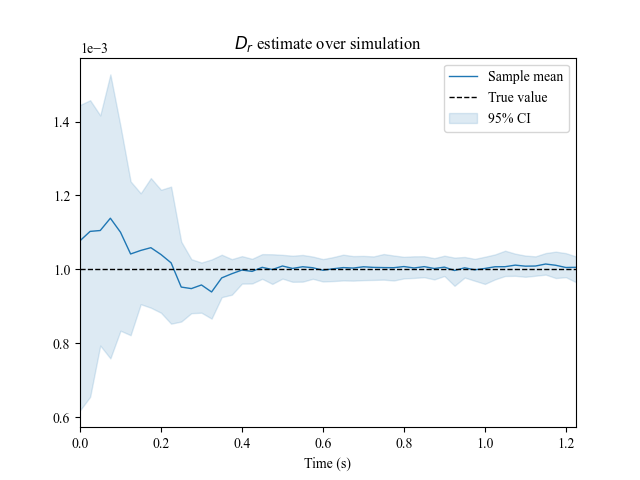 D_r estimate over simulation
1e−3
Sample mean
True value
95% CI
1.4
1.2
1.0
0.8
0.6
0.0 0.2 0.4 0.6 0.8 1.0 1.2
Time (s)